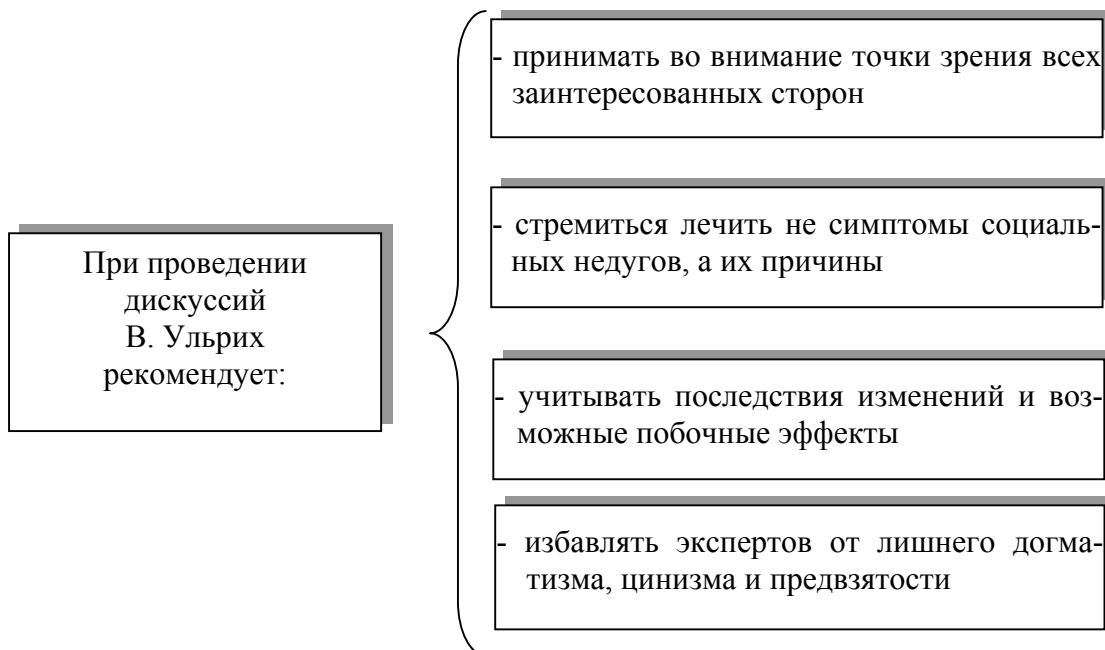 При проведении
дискуссий
В. Ульрих
рекомендует:
- принимать во внимание точки зрения всех
заинтересованных сторон
- стремиться лечить не симптомы социаль-
ных недугов, а их причины
- учитывать последствия изменений и воз-
можные побочные эффекты
- избавлять экспертов от лишнего догма-
тизма, цинизма и предвзятости